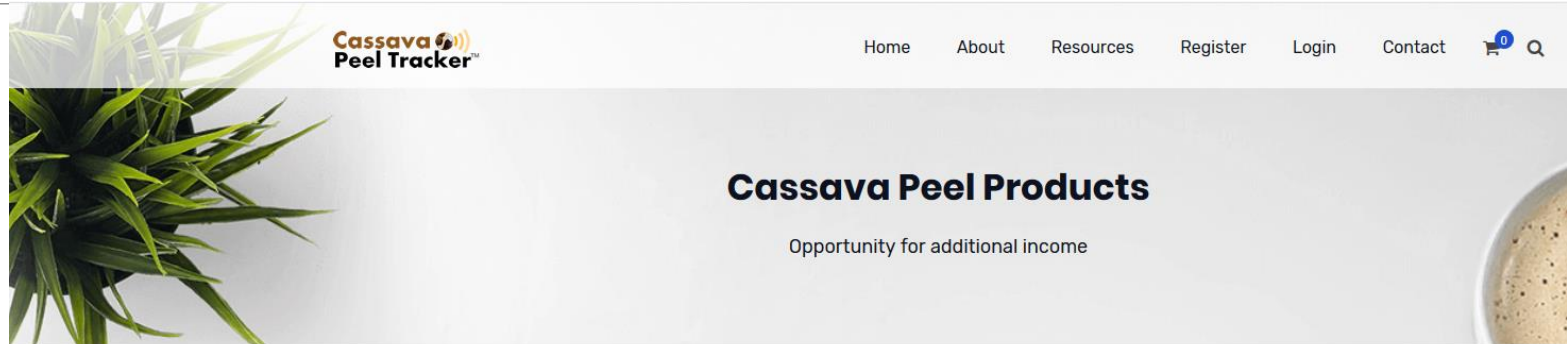 Cassava
Peel Tracker™
Home About Resources Register Login Contact 0
Cassava Peel Products
Opportunity for additional income